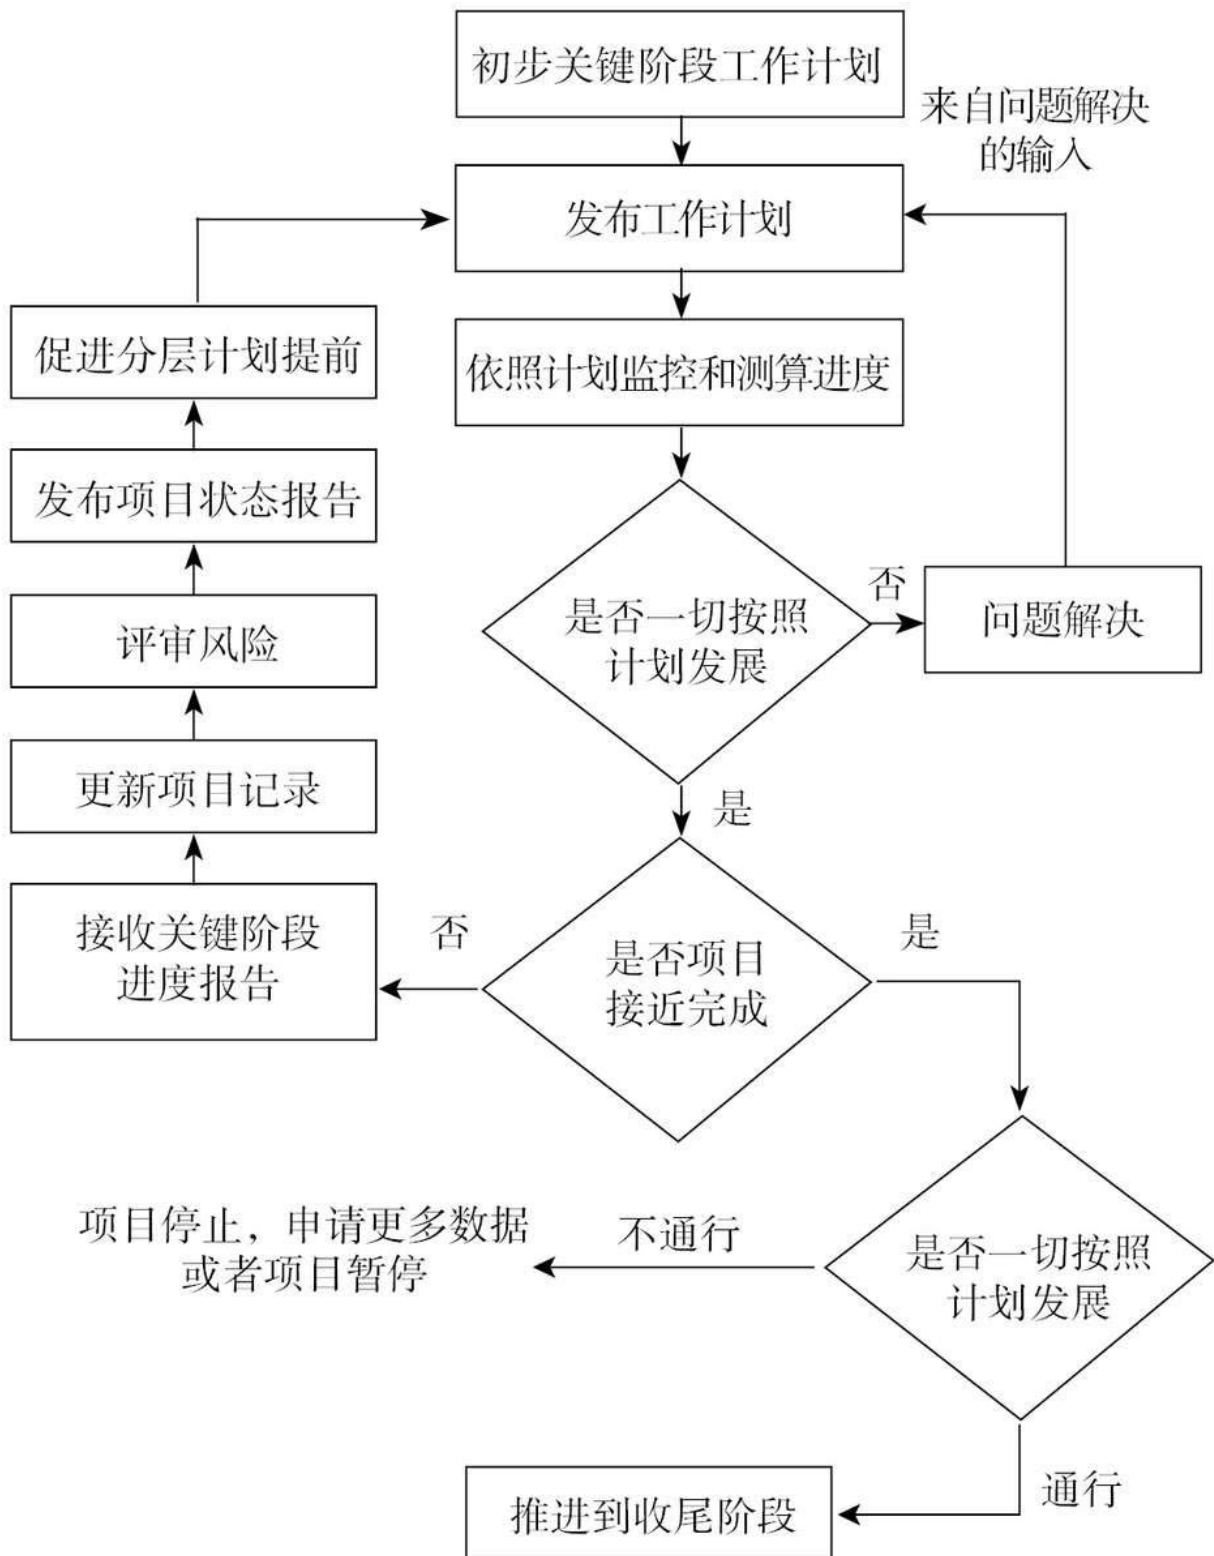 初步关键阶段工作计划
来自问题解决
的输入
发布工作计划
促进分层计划提前
依照计划监控和测算进度
发布项目状态报告
否
是否一切按照
计划发展
问题解决
评审风险
更新项目记录
是
接收关键阶段
进度报告
否
是否项目
接近完成
是
项目停止，申请更多数据
或者项目暂停
不通行
是否一切按照
计划发展
通行
推进到收尾阶段